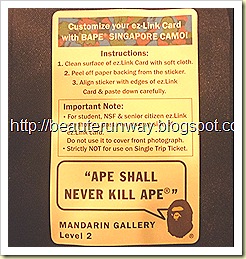 Customize your ez-Link Card
with BAPE® SINGAPORE CAMO!
Instructions:
1. Clean surface of ez-Link Card with soft cloth.
2. Peel off paper backing from the sticker.
3. Align sticker with edges of ez-Link
Card & paste down carefully.
Important Note:
• For student, NSF & senior citizen ez-Link
http://beauterunway.blogspot.com
ez-Link Card.
Do not use it to cover front photograph.
• Strictly NOT for use on Single Trip Ticket.
"APE SHALL
NEVER KILL APE®"
MANDARIN GALLERY
Level 2